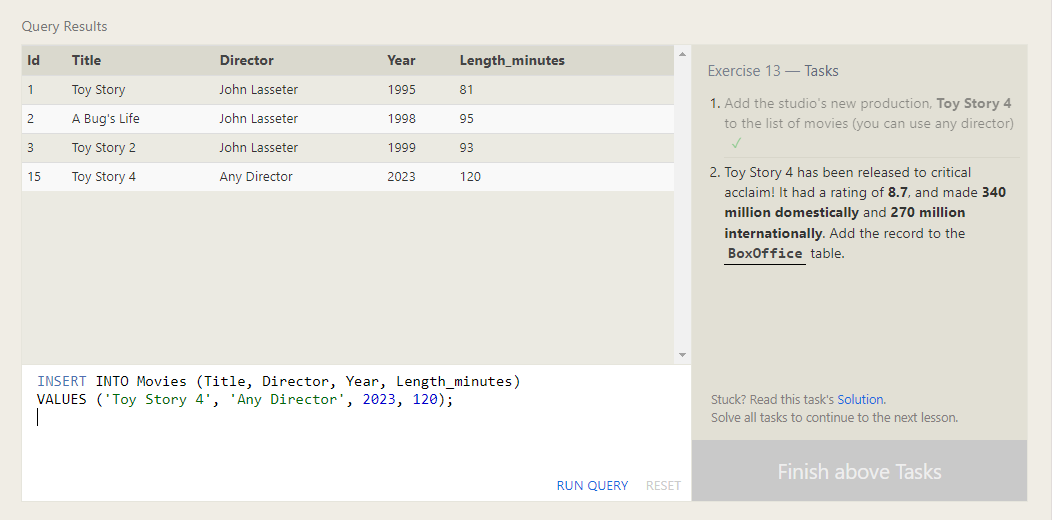 Query Results
Id Title Director Year Length_minutes
1 Toy Story John Lasseter 1995 81
2 A Bug's Life John Lasseter 1998 95
3 Toy Story 2 John Lasseter 1999 93
15 Toy Story 4 Any Director 2023 120
INSERT INTO Movies (Title, Director, Year, Length_minutes)
VALUES ('Toy Story 4', 'Any Director', 2023, 120);
RUN QUERY RESET
Exercise 13 — Tasks
1. Add the studio's new production, Toy Story 4
to the list of movies (you can use any director)
✓
2. Toy Story 4 has been released to critical
acclaim! It had a rating of 8.7, and made 340
million domestically and 270 million
internationally. Add the record to the
BoxOffice table.
Stuck? Read this task's Solution.
Solve all tasks to continue to the next lesson.
Finish above Tasks